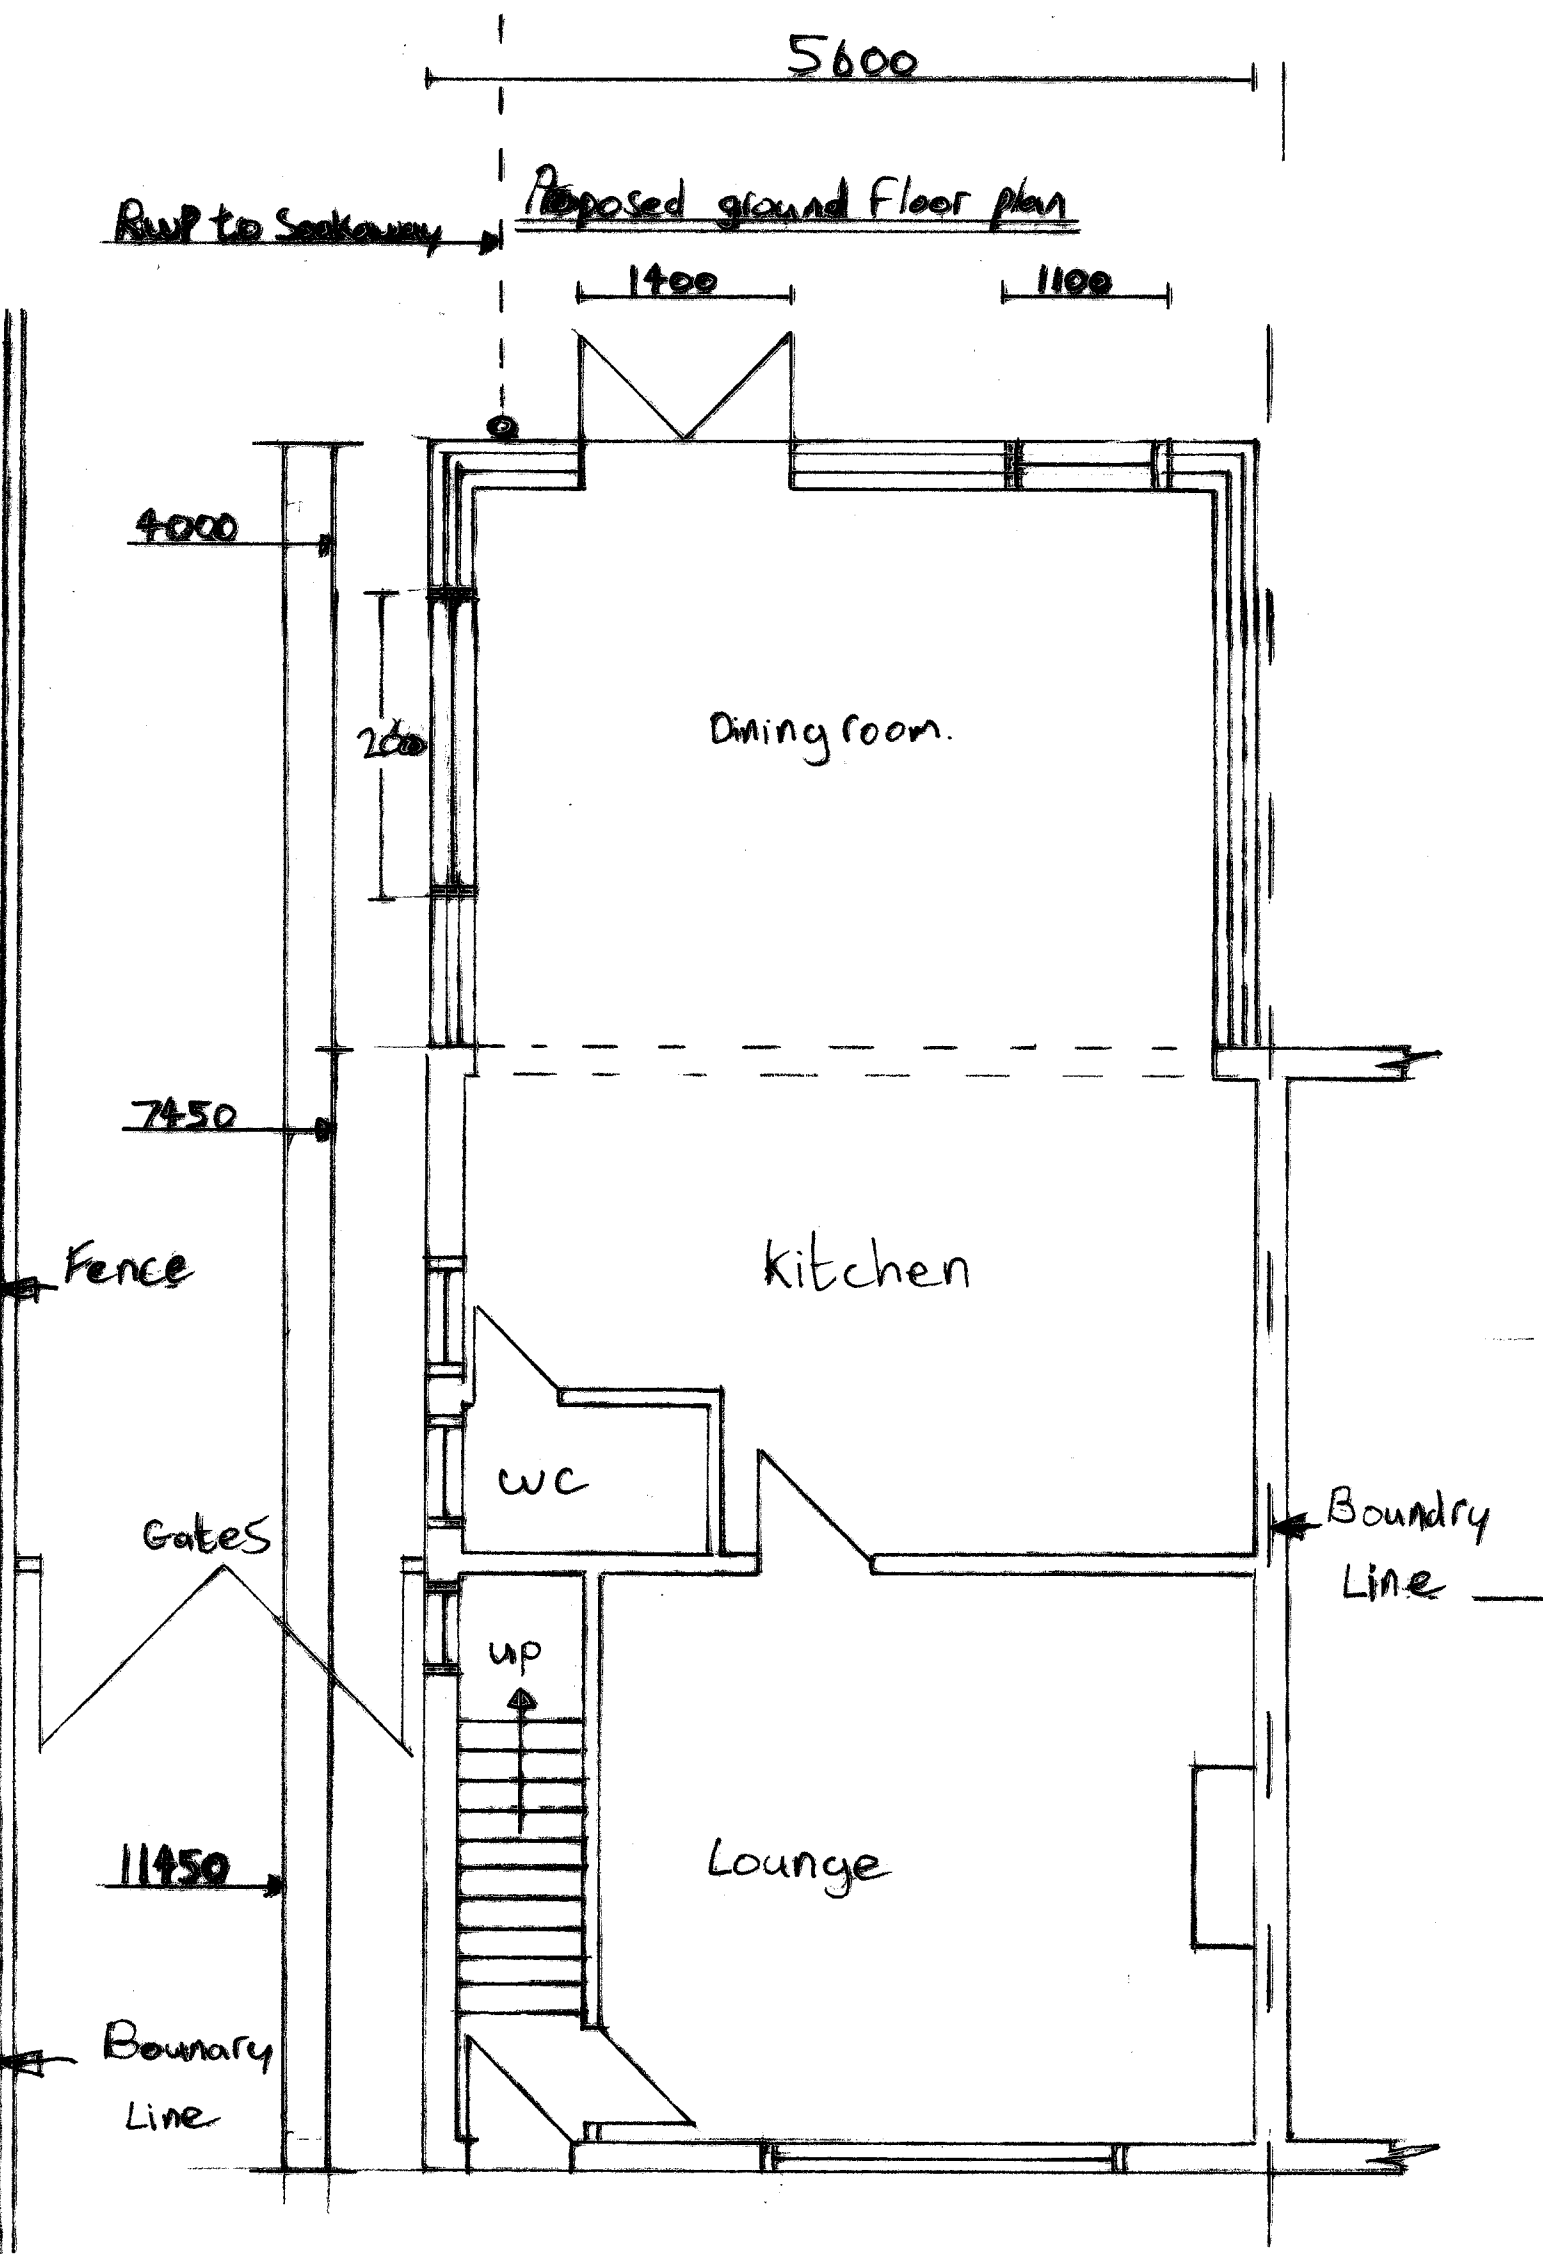 5600
Proposed ground Floor plan
RWP to Soakaway
1400
1100
4000
Dining room.
7450
Fence
Kitchen
WC
Gates
Boundry
Line
up
11450
Lounge
Bounary
Line